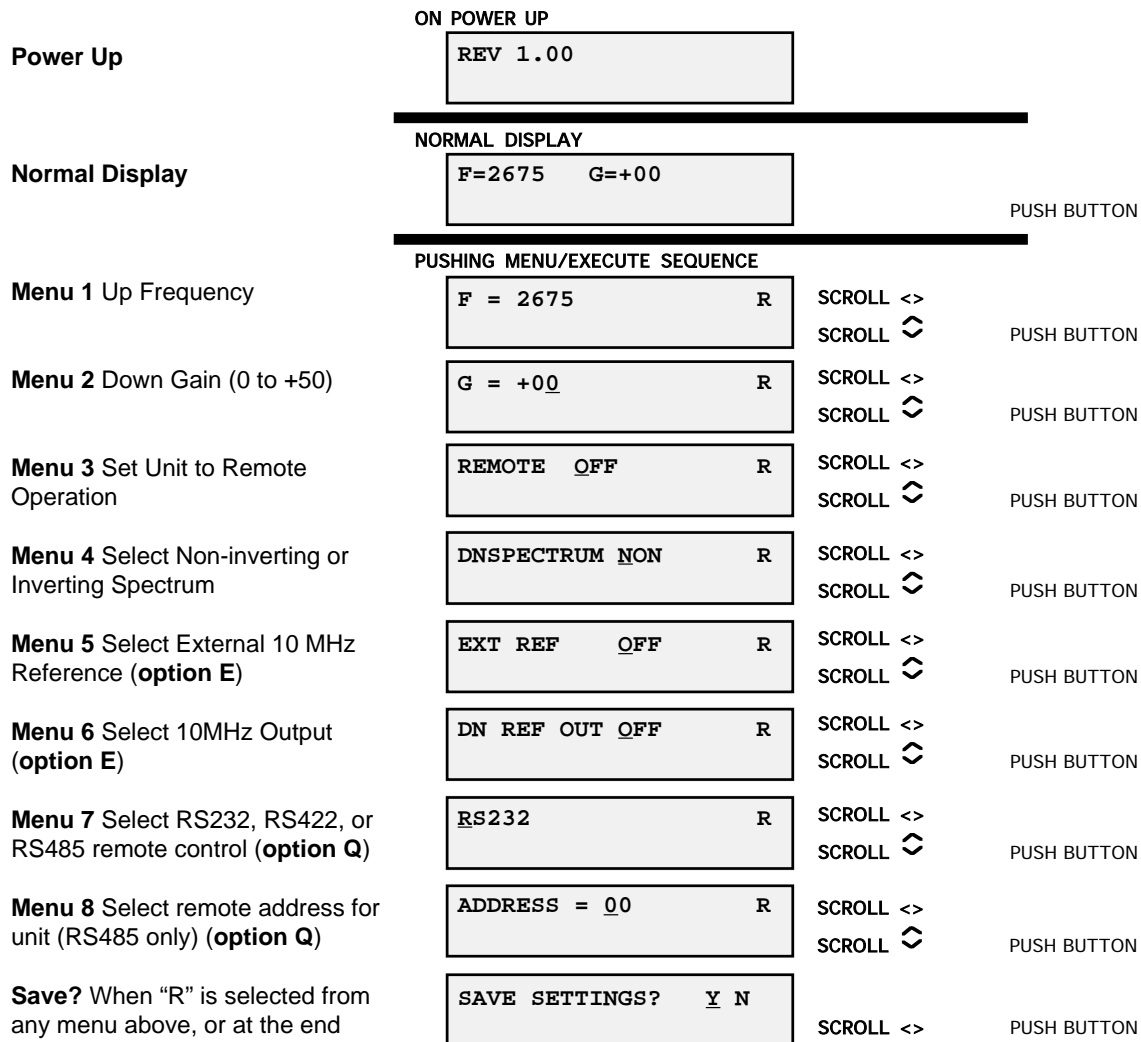 ON POWER UP
Power Up
REV 1.00
NORMAL DISPLAY
Normal Display
F=2675 G=+00
PUSH BUTTON
PUSHING MENU/EXECUTE SEQUENCE
Menu 1 Up Frequency
F = 2675 R
SCROLL <>
SCROLL
PUSH BUTTON
Menu 2 Down Gain (0 to +50)
G = +00 R
SCROLL <>
SCROLL
PUSH BUTTON
Menu 3 Set Unit to Remote
Operation
REMOTE OFF R
SCROLL <>
SCROLL
PUSH BUTTON
Menu 4 Select Non-inverting or
Inverting Spectrum
DNSPECTRUM NON R
SCROLL <>
SCROLL
PUSH BUTTON
Menu 5 Select External 10 MHz
Reference (option E)
EXT REF OFF R
SCROLL <>
SCROLL
PUSH BUTTON
Menu 6 Select 10MHz Output
(option E)
DN REF OUT OFF R
SCROLL <>
SCROLL
PUSH BUTTON
Menu 7 Select RS232, RS422, or
RS485 remote control (option Q)
RS232 R
SCROLL <>
SCROLL
PUSH BUTTON
Menu 8 Select remote address for
unit (RS485 only) (option Q)
ADDRESS = 00 R
SCROLL <>
SCROLL
PUSH BUTTON
Save? When “R” is selected from
any menu above, or at the end
SAVE SETTINGS? Y N
SCROLL <>
PUSH BUTTON